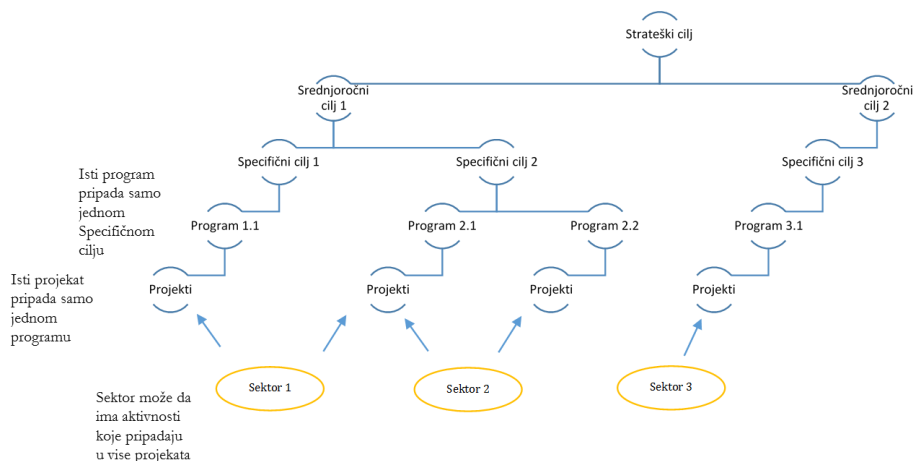 Strateški cilj
Srednjoročni
cilj 1
Srednjoročni
cilj 2
Specifični cilj 1
Specifični cilj 2
Specifični cilj 3
Isti program
pripada samo
jednom
Specifičnom
cilju
Program 1.1
Program 2.1
Program 2.2
Program 3.1
Isti projekat
pripada samo
jednom
programu
Projekti
Projekti
Projekti
Projekti
Sektor 1
Sektor 2
Sektor 3
Sektor može da
ima aktivnosti
koje pripadaju
u vise projekata